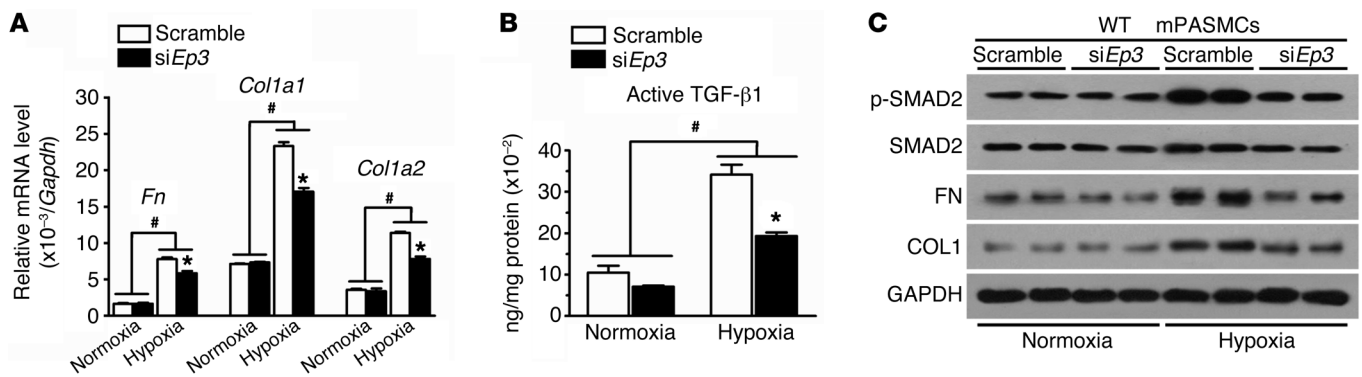 A
Scramble
siEp3
Relative mRNA level
(x10⁻³/Gapdh)
30
25
20
15
10
5
0
Fn
#
*
Col1a1
#
*
Col1a2
#
*
Normoxia
Hypoxia
Normoxia
Hypoxia
Normoxia
Hypoxia
B
Scramble
siEp3
Active TGF-β1
ng/mg protein (x10⁻²)
40
30
20
10
0
#
*
Normoxia
Hypoxia
C
WT mPASMCs
Scramble siEp3 Scramble siEp3
p-SMAD2
SMAD2
FN
COL1
GAPDH
Normoxia Hypoxia